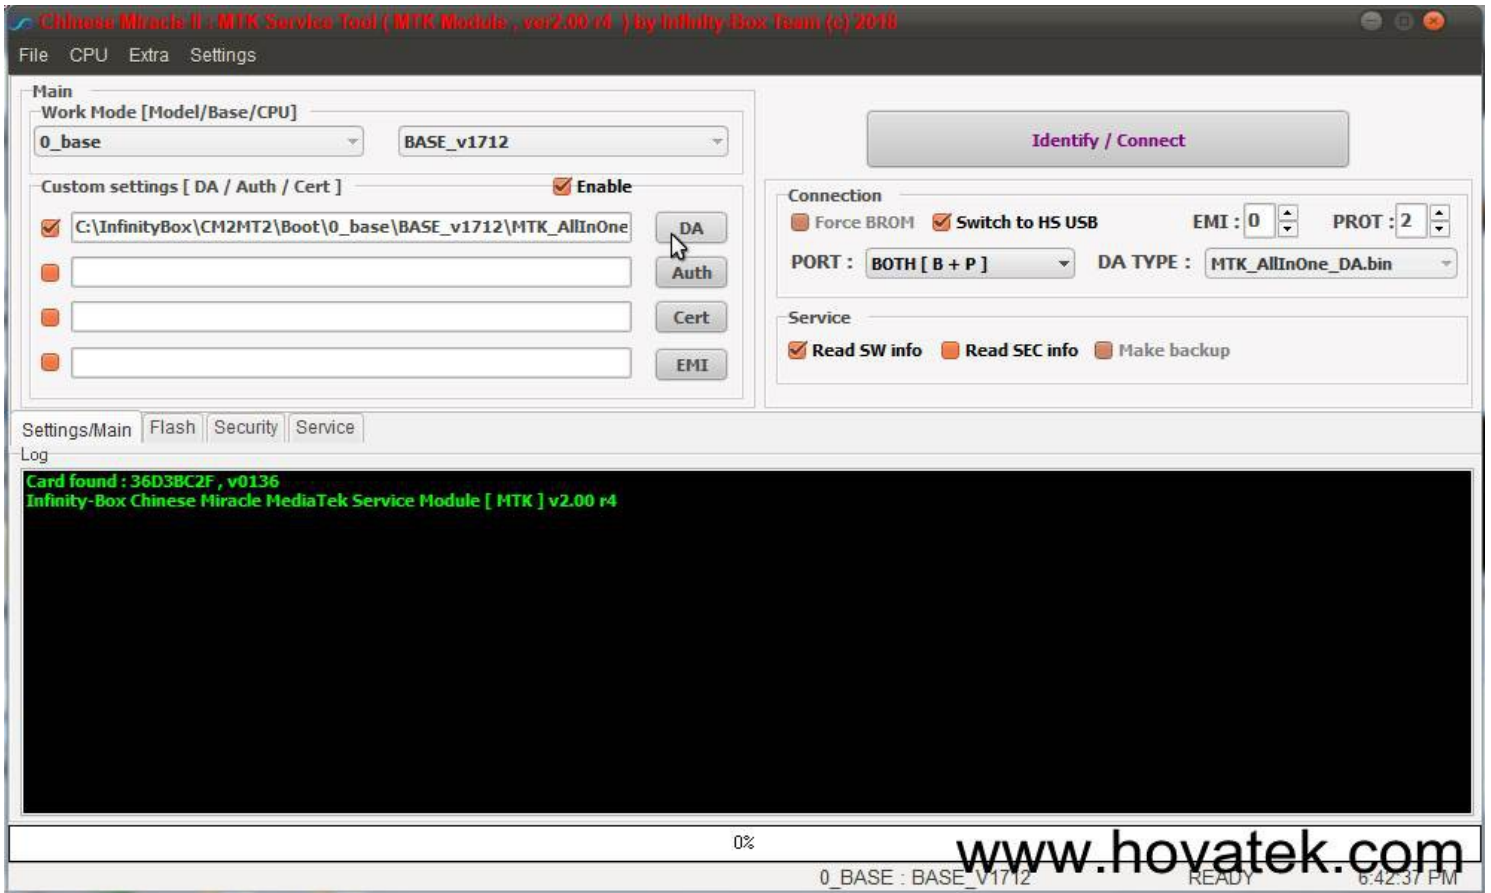 Chinese Miracle II : MTK Service Tool ( MTK Module , ver2.00 r4 ) by Infinity-Box Team (c) 2018
File CPU Extra Settings
Main
Work Mode [Model/Base/CPU]
0_base BASE_v1712
Identify / Connect
Custom settings [ DA / Auth / Cert ] Enable
C:\InfinityBox\CM2MT2\Boot\0_base\BASE_v1712\MTK_AllInOne DA
Auth
Cert
EMI
Connection
Force BROM Switch to HS USB EMI : 0 PROT : 2
PORT : BOTH [ B + P ] DA TYPE : MTK_AllInOne_DA.bin
Service
Read SW info Read SEC info Make backup
Settings/Main Flash Security Service
Log
Card found : 36D3BC2F , v0136
Infinity-Box Chinese Miracle MediaTek Service Module [ MTK ] v2.00 r4
0%
www.hovatek.com
0_BASE : BASE_V1712 READY 6:42:37 PM